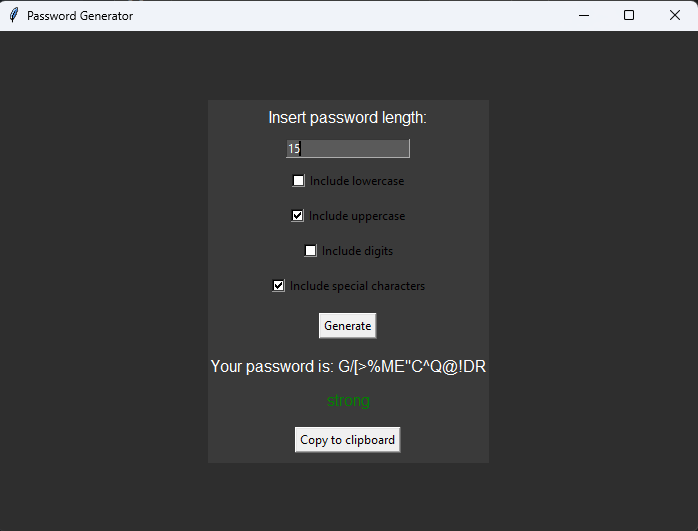 Password Generator
Insert password length:
15
Include lowercase
Include uppercase
Include digits
Include special characters
Generate
Your password is: G/[>%ME"C^Q@!DR
strong
Copy to clipboard